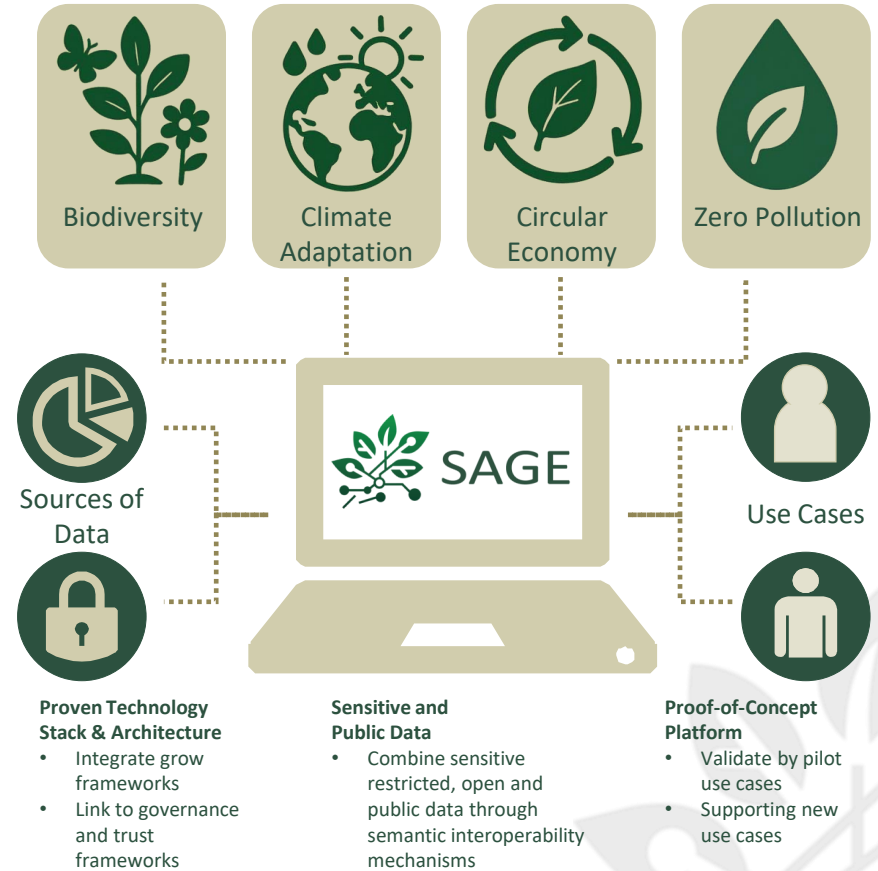 Biodiversity
Climate
Adaptation
Circular
Economy
Zero Pollution
SAGE
Sources of
Data
Use Cases
Proven Technology
Stack & Architecture
• Integrate grow
frameworks
• Link to governance
and trust
frameworks
Sensitive and
Public Data
• Combine sensitive
restricted, open and
public data through
semantic interoperability
mechanisms
Proof-of-Concept
Platform
• Validate by pilot
use cases
• Supporting new
use cases